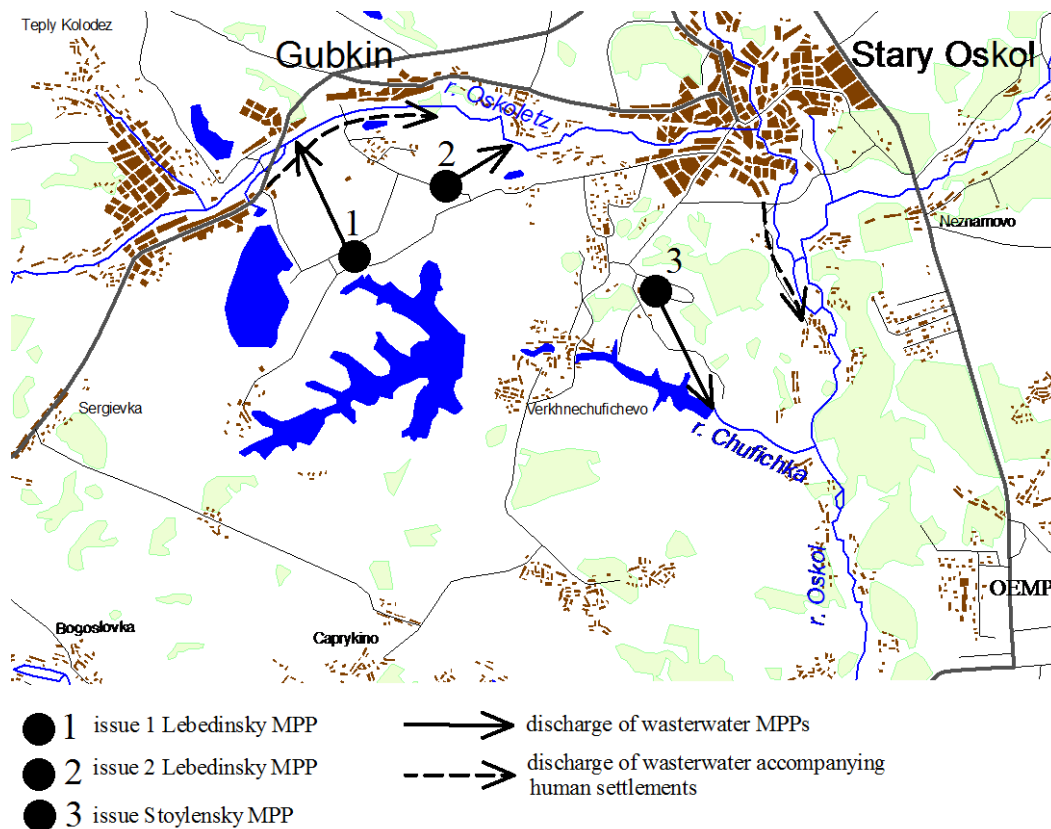 Teply Kolodez
Gubkin
Stary Oskol
r. Oskoletz
2
1
3
Neznamovo
Sergievka
Verkhnechufichevo
r. Chufichka
r. Oskol
OEMP
Bogoslovka
Caprykino
1 issue 1 Lebedinsky MPP
discharge of wasterwater MPPs
2 issue 2 Lebedinsky MPP
discharge of wasterwater accompanying
human settlements
3 issue Stoylensky MPP